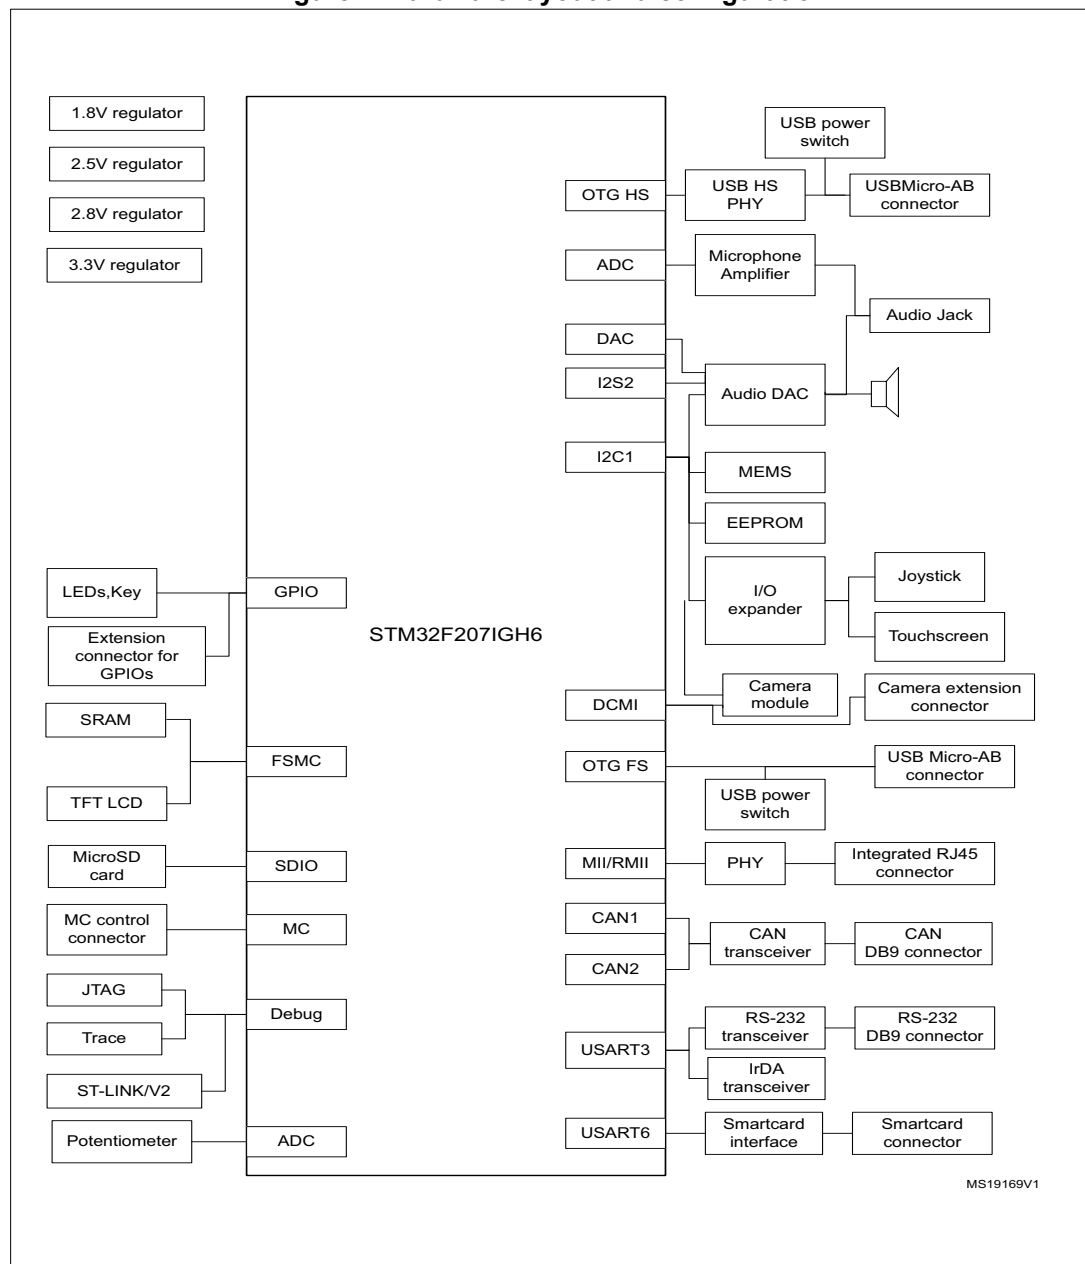 1.8V regulator
2.5V regulator
2.8V regulator
3.3V regulator
LEDs,Key
Extension
connector for
GPIOs
SRAM
TFT LCD
MicroSD
card
MC control
connector
JTAG
Trace
ST-LINK/V2
Potentiometer
GPIO
FSMC
SDIO
MC
Debug
ADC
STM32F207IGH6
OTG HS
ADC
DAC
I2S2
I2C1
DCMI
OTG FS
MII/RMII
CAN1
CAN2
USART3
USART6
USB power
switch
USB HS
PHY
USBMicro-AB
connector
Microphone
Amplifier
Audio Jack
Audio DAC
MEMS
EEPROM
I/O
expander
Joystick
Touchscreen
Camera
module
Camera extension
connector
USB Micro-AB
connector
USB power
switch
PHY
Integrated RJ45
connector
CAN
transceiver
CAN
DB9 connector
RS-232
transceiver
RS-232
DB9 connector
IrDA
transceiver
Smartcard
interface
Smartcard
connector
MS19169V1